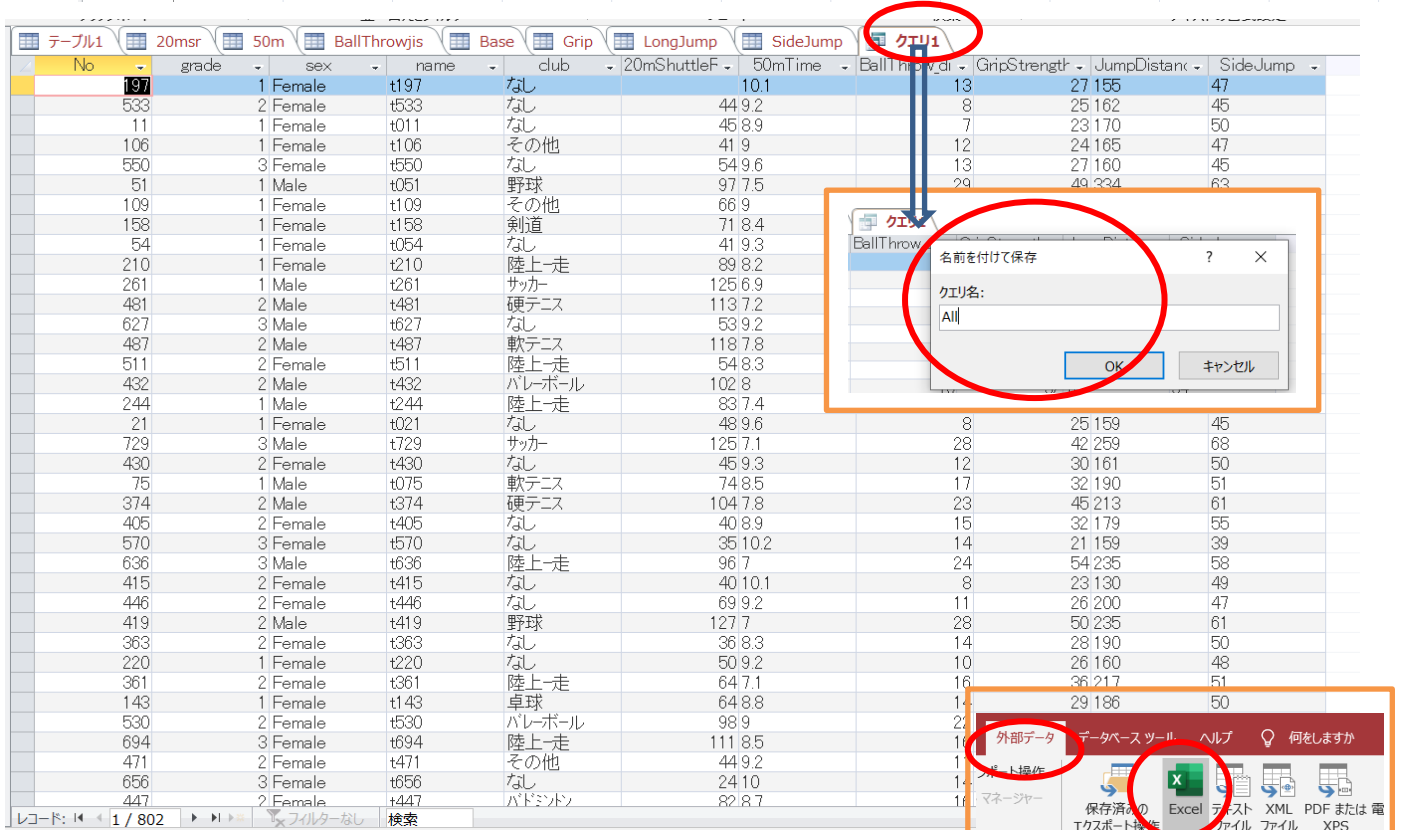 テーブル1 20msr 50m BallThrowjis Base Grip LongJump SideJump クエリ1
No grade sex name club 20mShuttleF 50mTime BallThrow_di GripStrength JumpDistanc SideJump
197 1 Female t197 なし 10.1 13 27 155 47
533 2 Female t533 なし 44 9.2 8 25 162 45
11 1 Female t011 なし 45 8.9 7 23 170 50
106 1 Female t106 その他 41 9 12 24 165 47
550 3 Female t550 なし 54 9.6 13 27 160 45
51 1 Male t051 野球 97 7.5 29 49 334 63
109 1 Female t109 その他 66 9
158 1 Female t158 剣道 71 8.4
54 1 Female t054 なし 41 9.3
210 1 Female t210 陸上一走 89 8.2
261 1 Male t261 サッカー 125 6.9
481 2 Male t481 硬テニス 113 7.2
627 3 Male t627 なし 53 9.2
487 2 Male t487 軟テニス 118 7.8
511 2 Female t511 陸上一走 54 8.3
432 2 Male t432 バレーボール 102 8
244 1 Male t244 陸上一走 83 7.4
クエリ
BallThrow
名前を付けて保存 ? ×
クエリ名:
All
OK キャンセル
21 1 Female t021 なし 48 9.6 8 25 159 45
729 3 Male t729 サッカー 125 7.1 28 42 259 68
430 2 Female t430 なし 45 9.3 12 30 161 50
75 1 Male t075 軟テニス 74 8.5 17 32 190 51
374 2 Male t374 硬テニス 104 7.8 23 45 213 61
405 2 Female t405 なし 40 8.9 15 32 179 55
570 3 Female t570 なし 35 10.2 14 21 159 39
636 3 Male t636 陸上一走 96 7 24 54 235 58
415 2 Female t415 なし 40 10.1 8 23 130 49
446 2 Female t446 なし 69 9.2 11 26 200 47
419 2 Male t419 野球 127 7 28 50 235 61
363 2 Female t363 なし 36 8.3 14 28 190 50
220 1 Female t220 なし 50 9.2 10 26 160 48
361 2 Female t361 陸上一走 64 7.1 16 36 217 51
143 1 Female t143 卓球 64 8.8 14 29 186 50
530 2 Female t530 バレーボール 98 9
694 3 Female t694 陸上一走 111 8.5
471 2 Female t471 その他 44 9.2
656 3 Female t656 なし 24 10
447 2 Female t447 バドミントン 82 8.7
外部データ データベース ツール ヘルプ 何をしますか
ポート操作
マネージャー
保存済みの Excel テキスト XML PDF または 電
エクスポート操作 ファイル ファイル XPS
レコード: 1 / 802 フィルターなし 検索